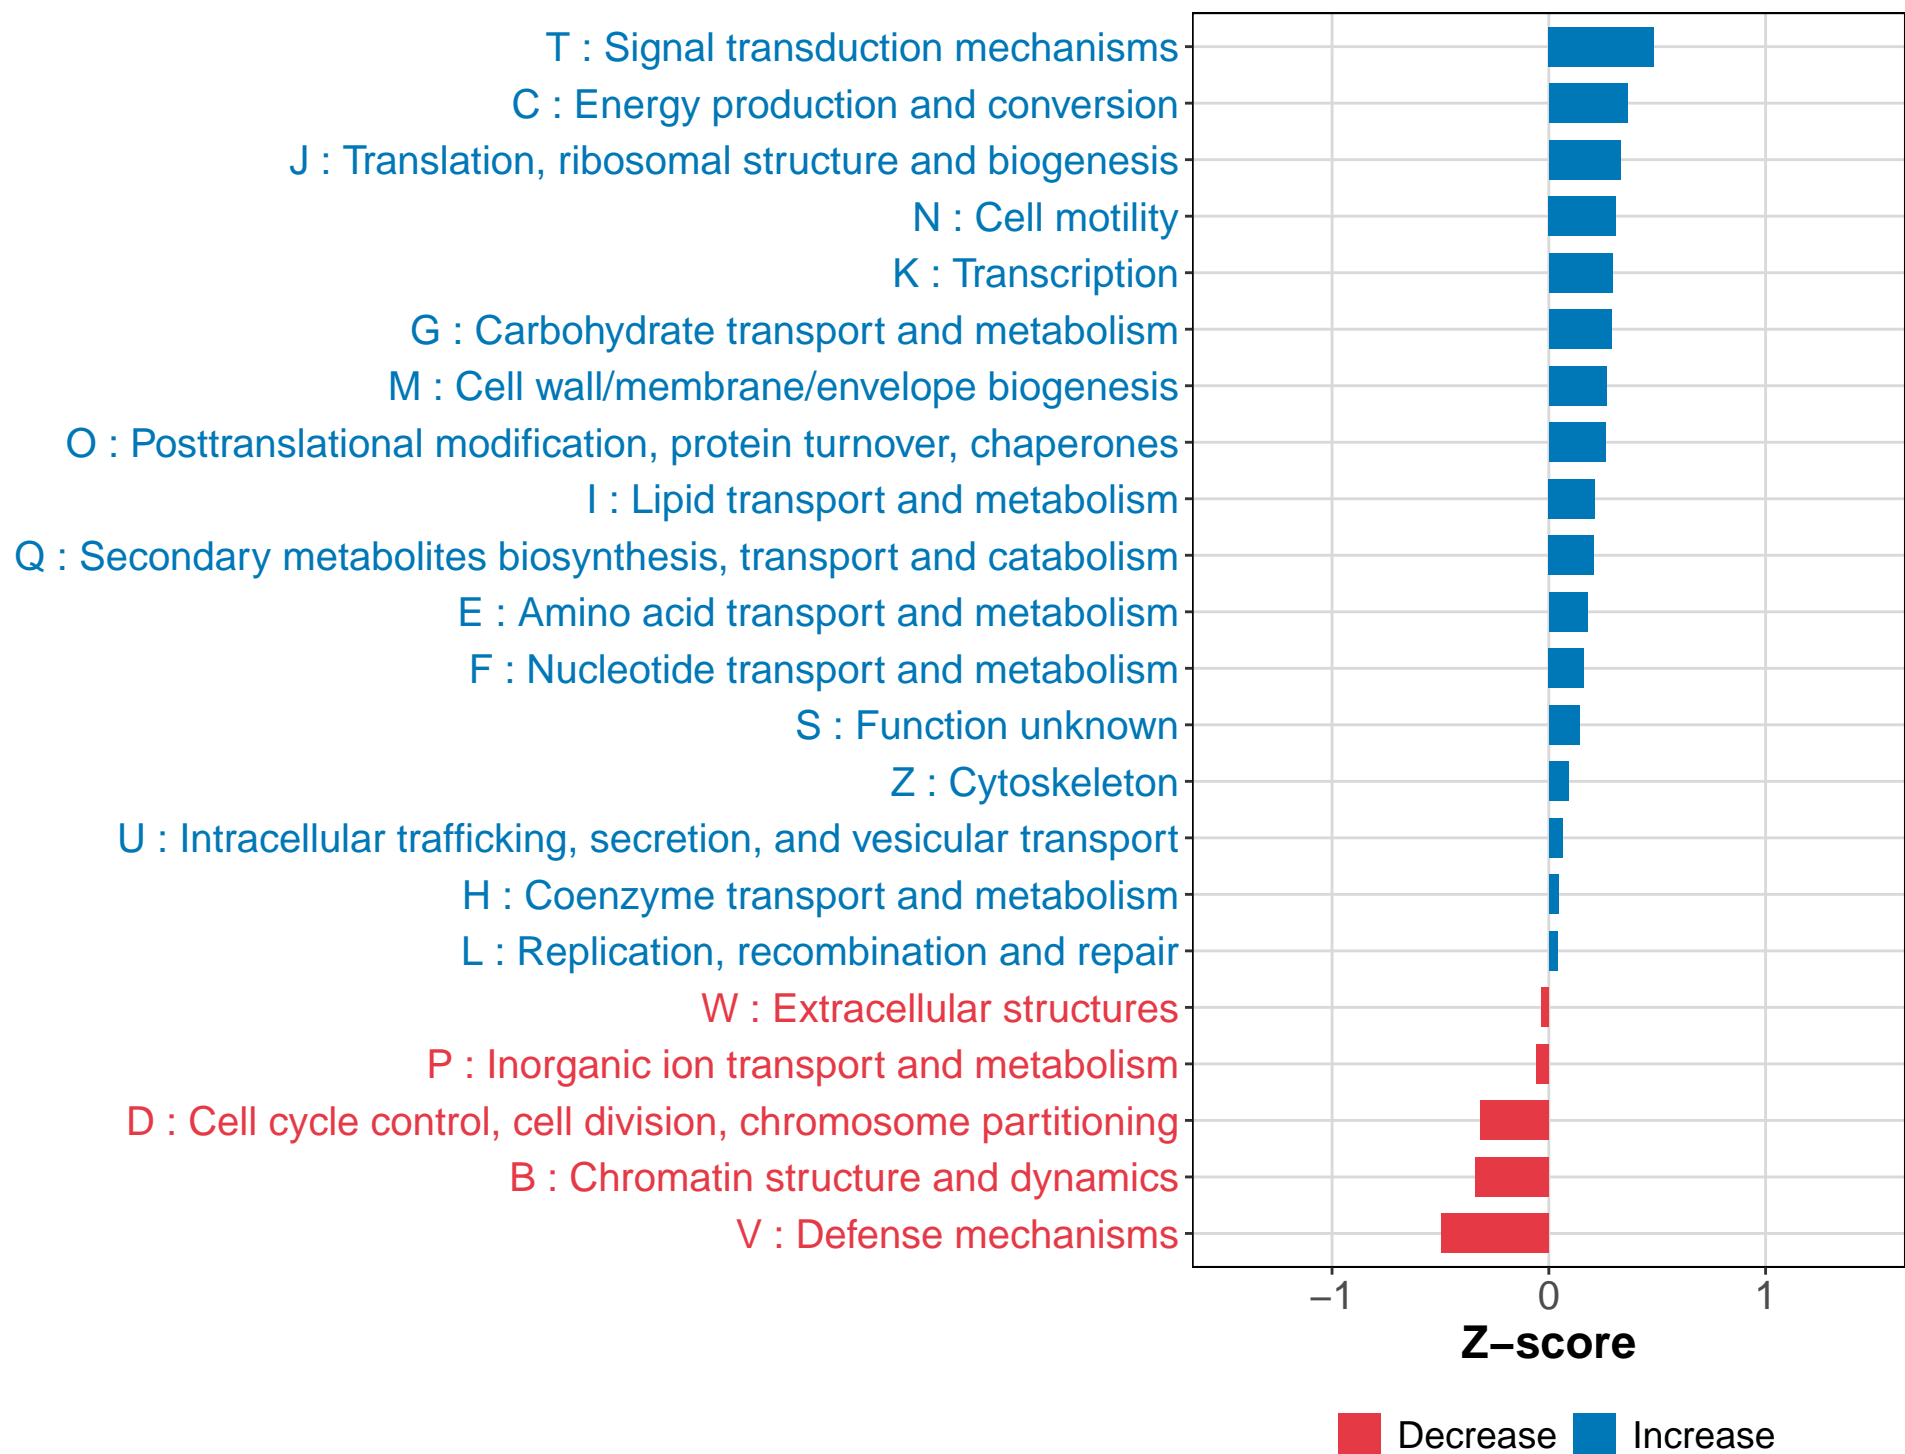 T : Signal transduction mechanisms
C : Energy production and conversion
J : Translation, ribosomal structure and biogenesis
N : Cell motility
K : Transcription
G : Carbohydrate transport and metabolism
M : Cell wall/membrane/envelope biogenesis
O : Posttranslational modification, protein turnover, chaperones
I : Lipid transport and metabolism
Q : Secondary metabolites biosynthesis, transport and catabolism
E : Amino acid transport and metabolism
F : Nucleotide transport and metabolism
S : Function unknown
Z : Cytoskeleton
U : Intracellular trafficking, secretion, and vesicular transport
H : Coenzyme transport and metabolism
L : Replication, recombination and repair
W : Extracellular structures
P : Inorganic ion transport and metabolism
D : Cell cycle control, cell division, chromosome partitioning
B : Chromatin structure and dynamics
V : Defense mechanisms
−1 0 1
Z−score
Decrease Increase